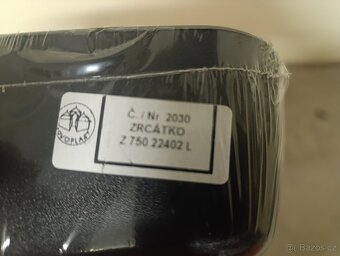 Č. / Nr 2030
ZRCÁTKO
Z 750 22402 L
Bazos.cz